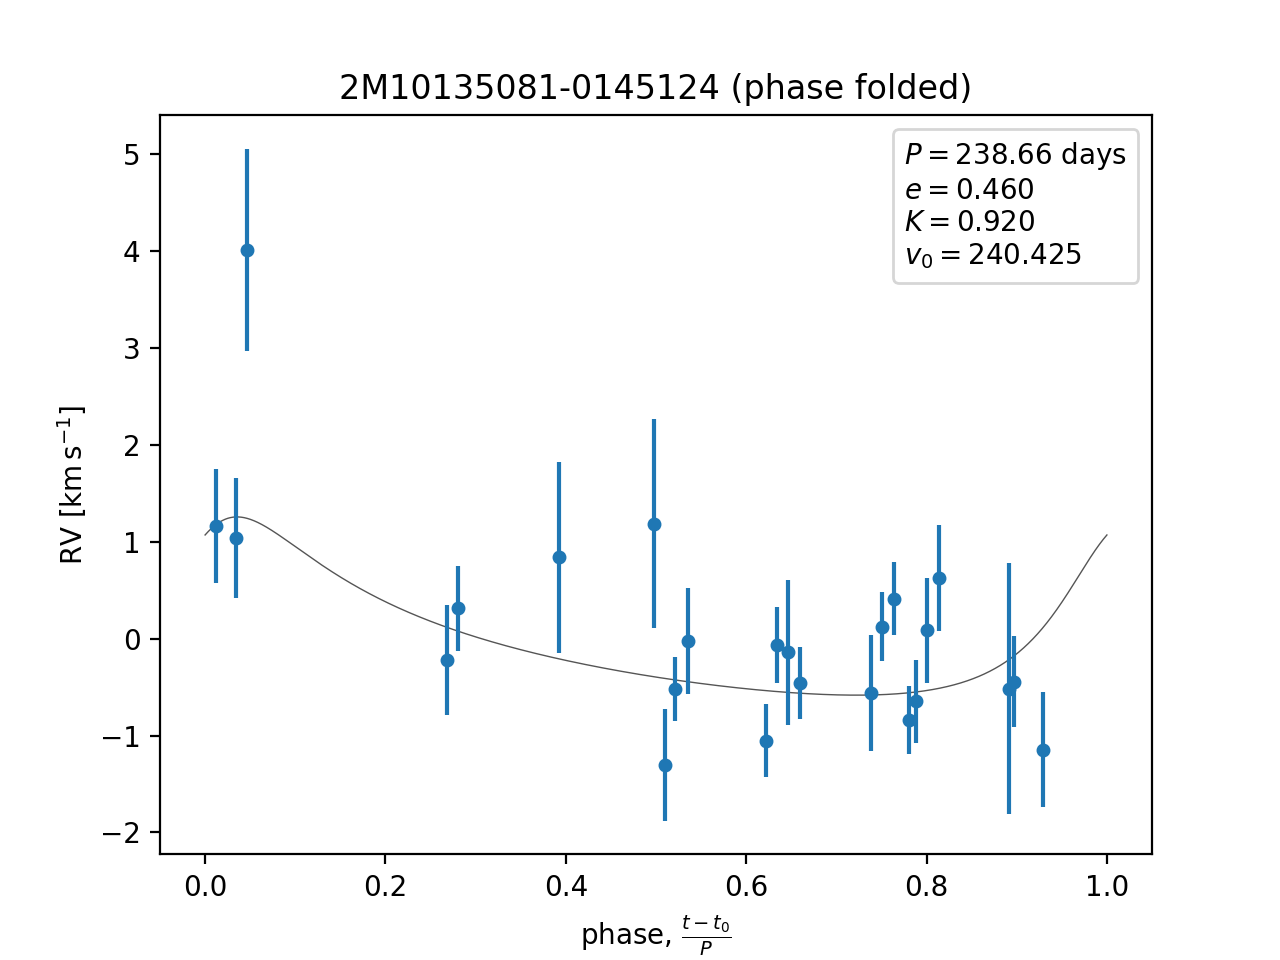 2M10135081-0145124 (phase folded)
P = 238.66 days
e = 0.460
K = 0.920
v₀ = 240.425
RV [km s⁻¹]
5
4
3
2
1
0
−1
−2
0.0 0.2 0.4 0.6 0.8 1.0
phase, (t − t₀)/P